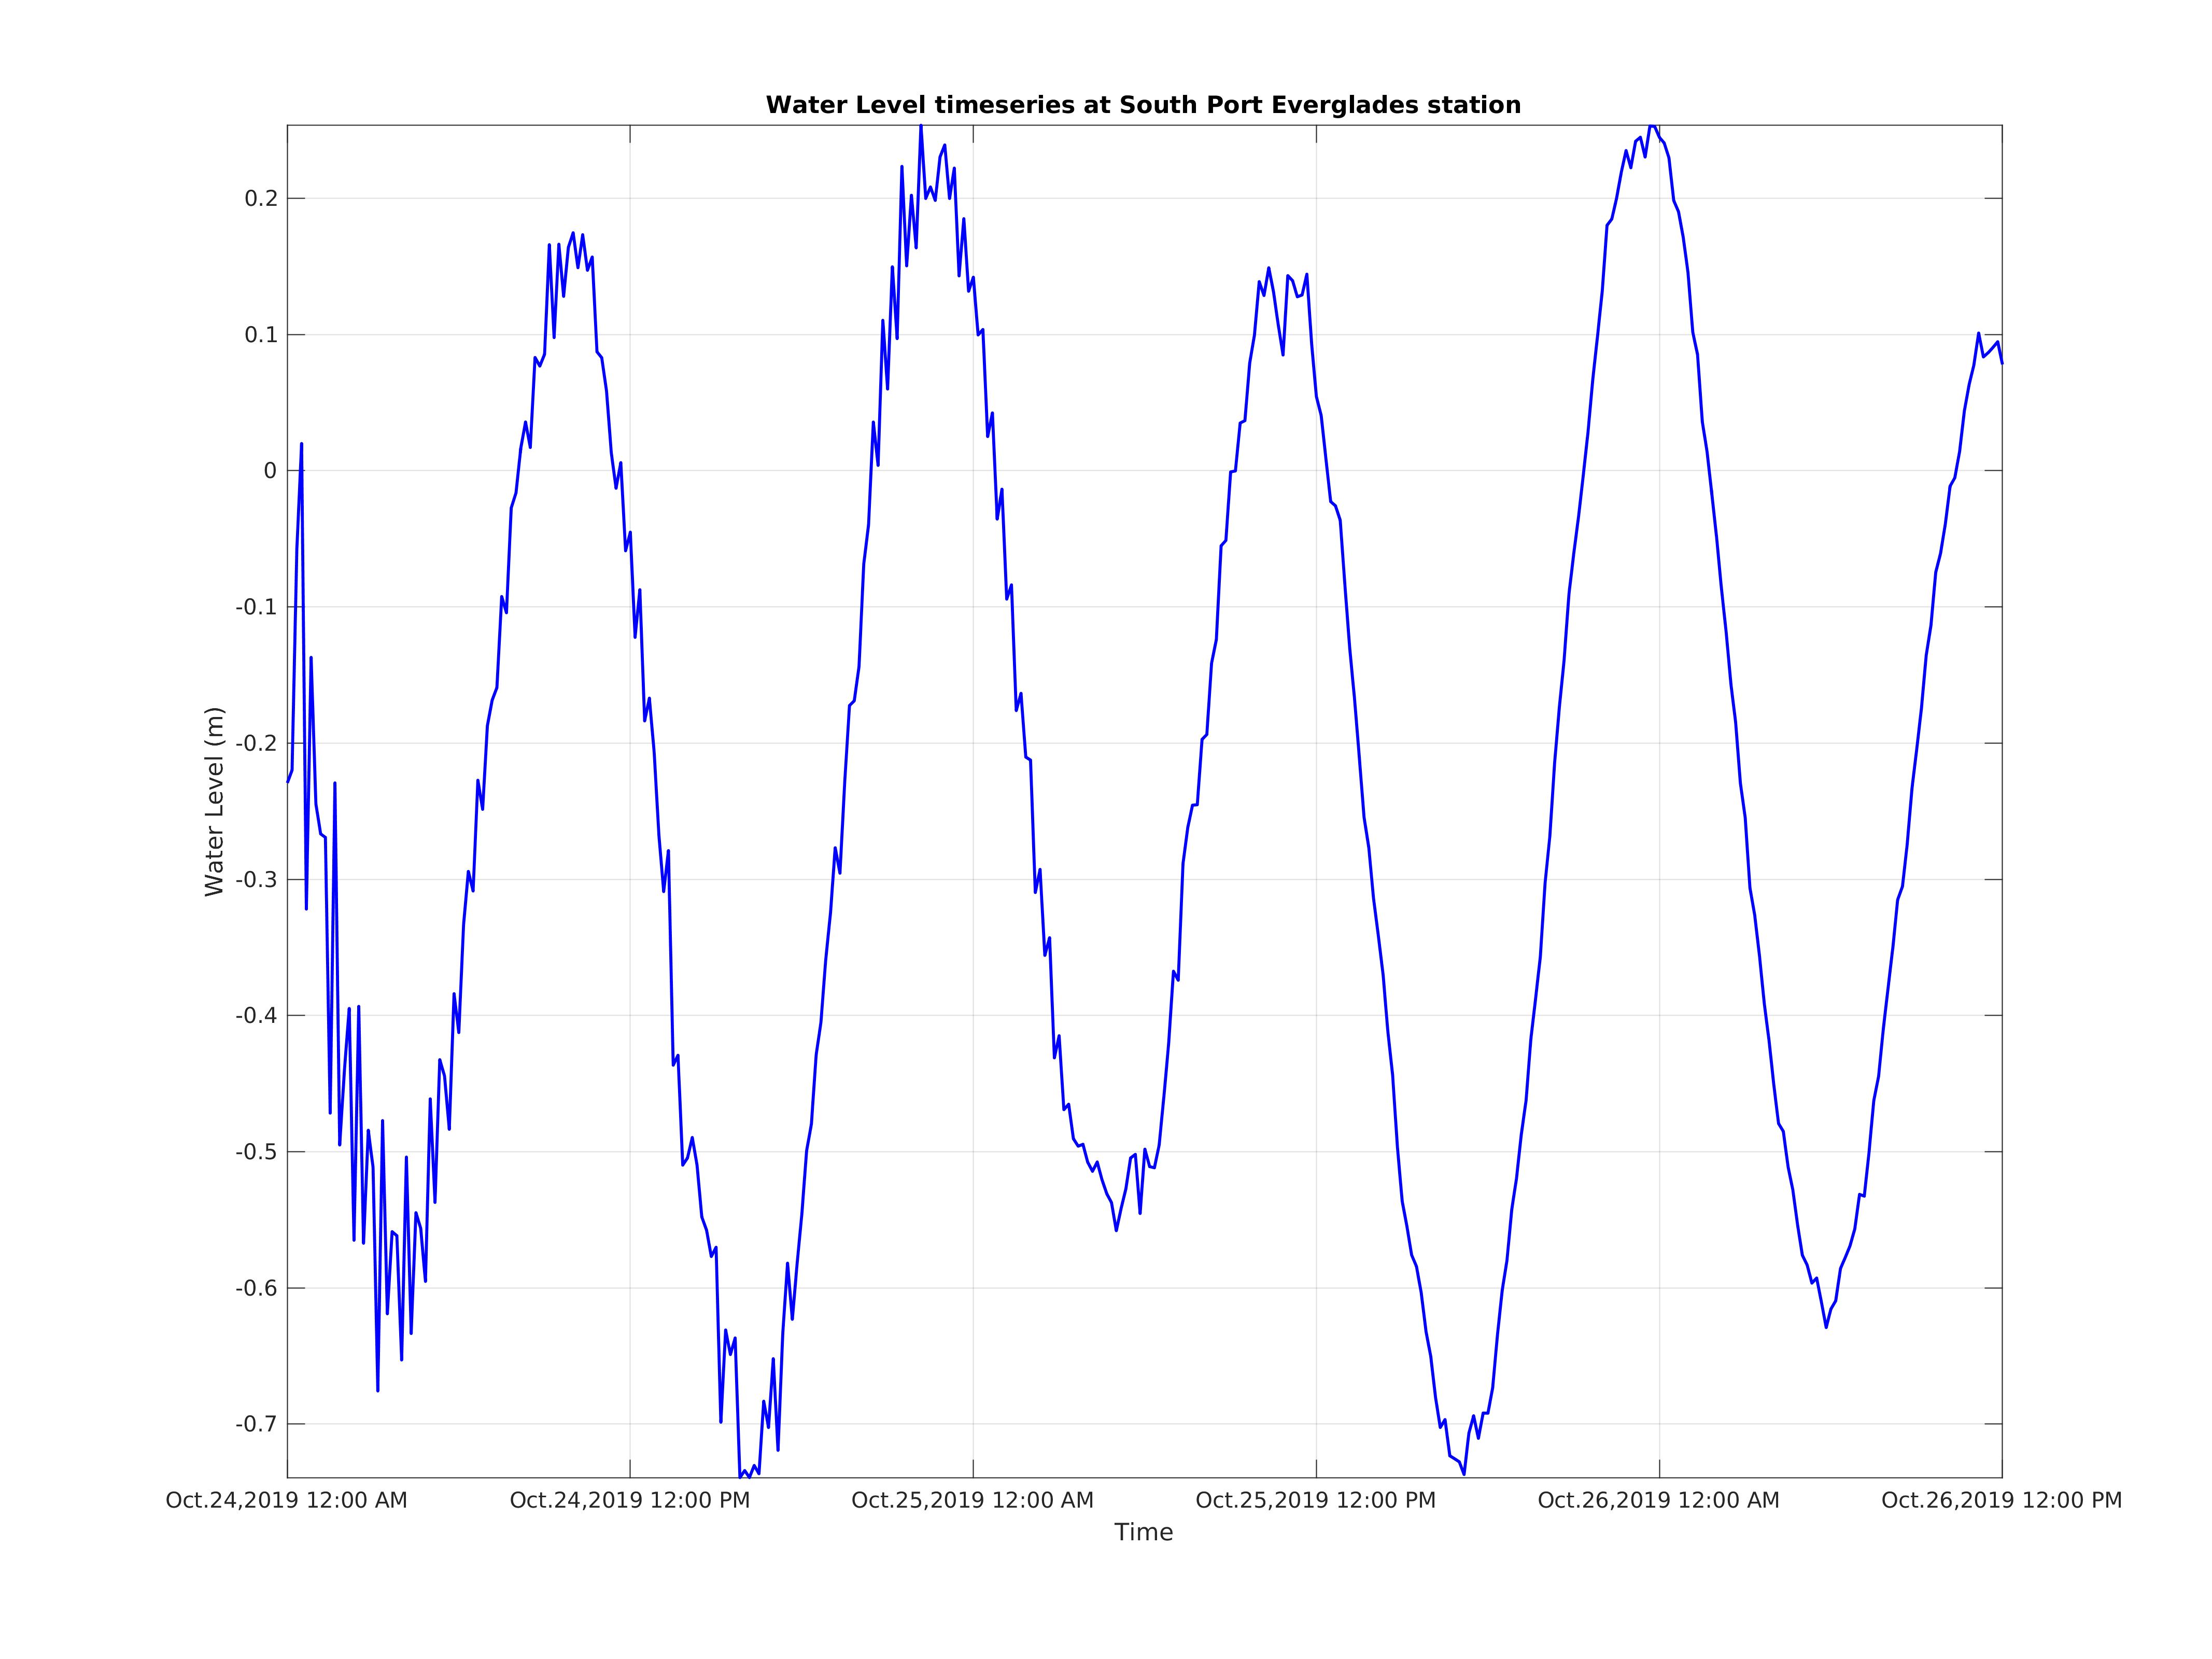 Water Level timeseries at South Port Everglades station
0.2
0.1
0
-0.1
-0.2
-0.3
-0.4
-0.5
-0.6
-0.7
Water Level (m)
Oct.24,2019 12:00 AM
Oct.24,2019 12:00 PM
Oct.25,2019 12:00 AM
Oct.25,2019 12:00 PM
Oct.26,2019 12:00 AM
Oct.26,2019 12:00 PM
Time